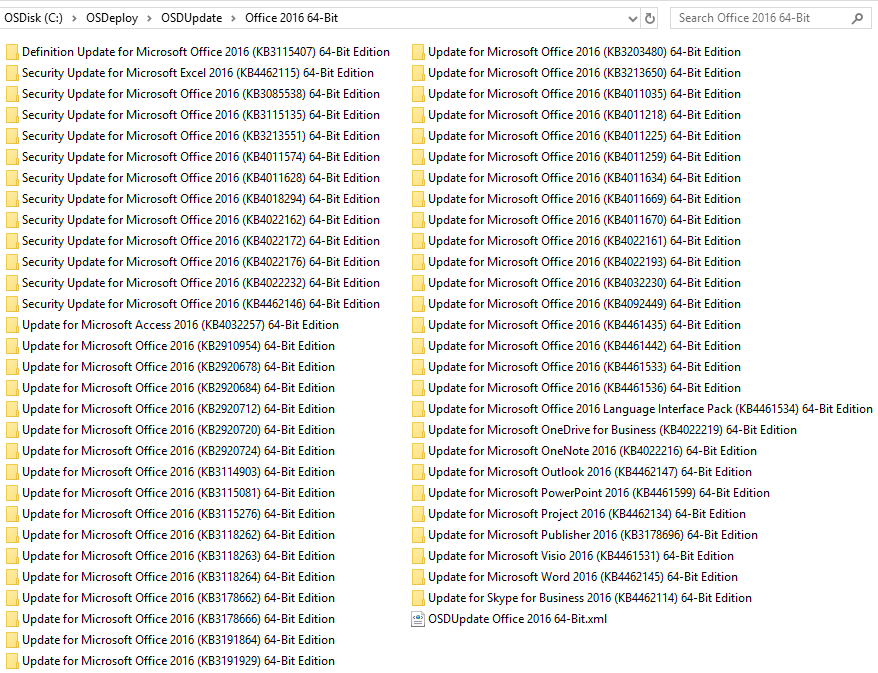 OSDisk (C:) > OSDeploy > OSDUpdate > Office 2016 64-Bit
Search Office 2016 64-Bit
Definition Update for Microsoft Office 2016 (KB3115407) 64-Bit Edition
Security Update for Microsoft Excel 2016 (KB4462115) 64-Bit Edition
Security Update for Microsoft Office 2016 (KB3085538) 64-Bit Edition
Security Update for Microsoft Office 2016 (KB3115135) 64-Bit Edition
Security Update for Microsoft Office 2016 (KB3213551) 64-Bit Edition
Security Update for Microsoft Office 2016 (KB4011574) 64-Bit Edition
Security Update for Microsoft Office 2016 (KB4011628) 64-Bit Edition
Security Update for Microsoft Office 2016 (KB4018294) 64-Bit Edition
Security Update for Microsoft Office 2016 (KB4022162) 64-Bit Edition
Security Update for Microsoft Office 2016 (KB4022172) 64-Bit Edition
Security Update for Microsoft Office 2016 (KB4022176) 64-Bit Edition
Security Update for Microsoft Office 2016 (KB4022232) 64-Bit Edition
Security Update for Microsoft Office 2016 (KB4462146) 64-Bit Edition
Update for Microsoft Access 2016 (KB4032257) 64-Bit Edition
Update for Microsoft Office 2016 (KB2910954) 64-Bit Edition
Update for Microsoft Office 2016 (KB2920678) 64-Bit Edition
Update for Microsoft Office 2016 (KB2920684) 64-Bit Edition
Update for Microsoft Office 2016 (KB2920712) 64-Bit Edition
Update for Microsoft Office 2016 (KB2920720) 64-Bit Edition
Update for Microsoft Office 2016 (KB2920724) 64-Bit Edition
Update for Microsoft Office 2016 (KB3114903) 64-Bit Edition
Update for Microsoft Office 2016 (KB3115081) 64-Bit Edition
Update for Microsoft Office 2016 (KB3115276) 64-Bit Edition
Update for Microsoft Office 2016 (KB3118262) 64-Bit Edition
Update for Microsoft Office 2016 (KB3118263) 64-Bit Edition
Update for Microsoft Office 2016 (KB3118264) 64-Bit Edition
Update for Microsoft Office 2016 (KB3178662) 64-Bit Edition
Update for Microsoft Office 2016 (KB3178666) 64-Bit Edition
Update for Microsoft Office 2016 (KB3191864) 64-Bit Edition
Update for Microsoft Office 2016 (KB3191929) 64-Bit Edition
Update for Microsoft Office 2016 (KB3203480) 64-Bit Edition
Update for Microsoft Office 2016 (KB3213650) 64-Bit Edition
Update for Microsoft Office 2016 (KB4011035) 64-Bit Edition
Update for Microsoft Office 2016 (KB4011218) 64-Bit Edition
Update for Microsoft Office 2016 (KB4011225) 64-Bit Edition
Update for Microsoft Office 2016 (KB4011259) 64-Bit Edition
Update for Microsoft Office 2016 (KB4011634) 64-Bit Edition
Update for Microsoft Office 2016 (KB4011669) 64-Bit Edition
Update for Microsoft Office 2016 (KB4011670) 64-Bit Edition
Update for Microsoft Office 2016 (KB4022161) 64-Bit Edition
Update for Microsoft Office 2016 (KB4022193) 64-Bit Edition
Update for Microsoft Office 2016 (KB4032230) 64-Bit Edition
Update for Microsoft Office 2016 (KB4092449) 64-Bit Edition
Update for Microsoft Office 2016 (KB4461435) 64-Bit Edition
Update for Microsoft Office 2016 (KB4461442) 64-Bit Edition
Update for Microsoft Office 2016 (KB4461533) 64-Bit Edition
Update for Microsoft Office 2016 (KB4461536) 64-Bit Edition
Update for Microsoft Office 2016 Language Interface Pack (KB4461534) 64-Bit Edition
Update for Microsoft OneDrive for Business (KB4022219) 64-Bit Edition
Update for Microsoft OneNote 2016 (KB4022216) 64-Bit Edition
Update for Microsoft Outlook 2016 (KB4462147) 64-Bit Edition
Update for Microsoft PowerPoint 2016 (KB4461599) 64-Bit Edition
Update for Microsoft Project 2016 (KB4462134) 64-Bit Edition
Update for Microsoft Publisher 2016 (KB3178696) 64-Bit Edition
Update for Microsoft Visio 2016 (KB4461531) 64-Bit Edition
Update for Microsoft Word 2016 (KB4462145) 64-Bit Edition
Update for Skype for Business 2016 (KB4462114) 64-Bit Edition
OSDUpdate Office 2016 64-Bit.xml